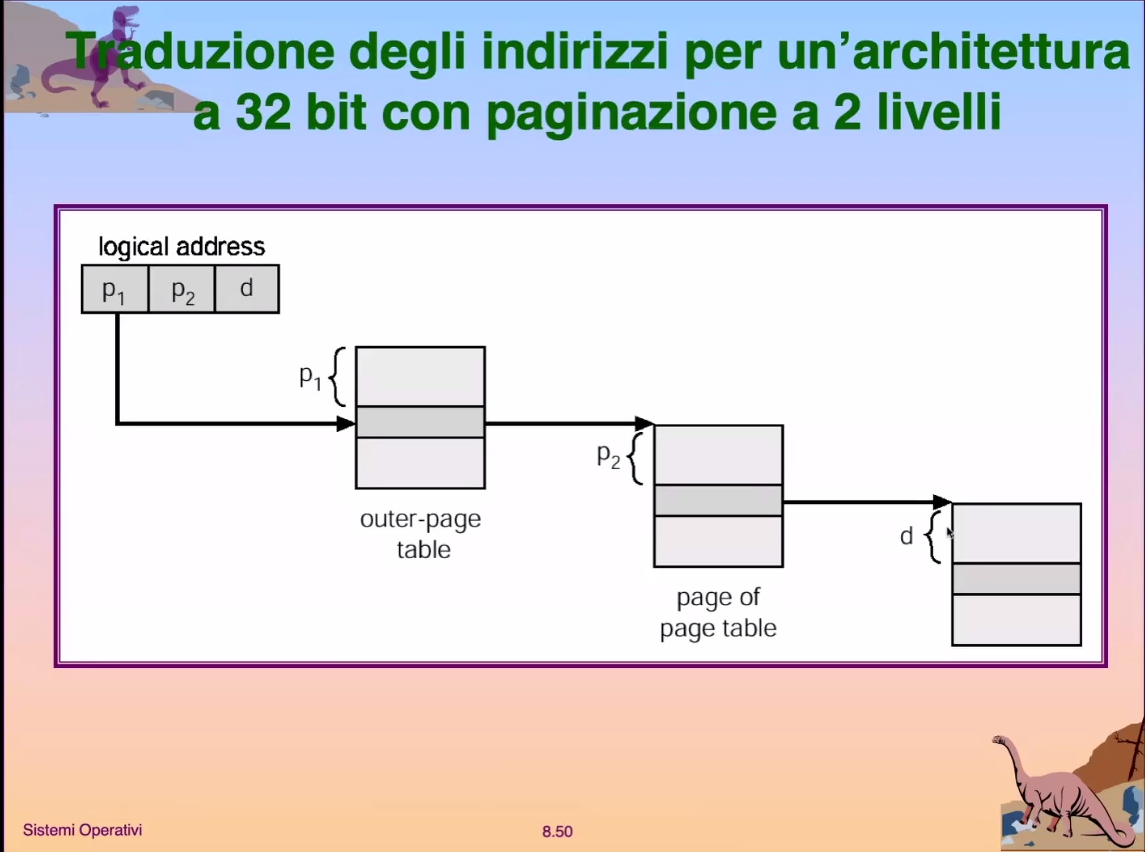 Traduzione degli indirizzi per un’architettura
a 32 bit con paginazione a 2 livelli
logical address
p1 p2 d
p1
outer-page
table
p2
page of
page table
d
Sistemi Operativi
8.50